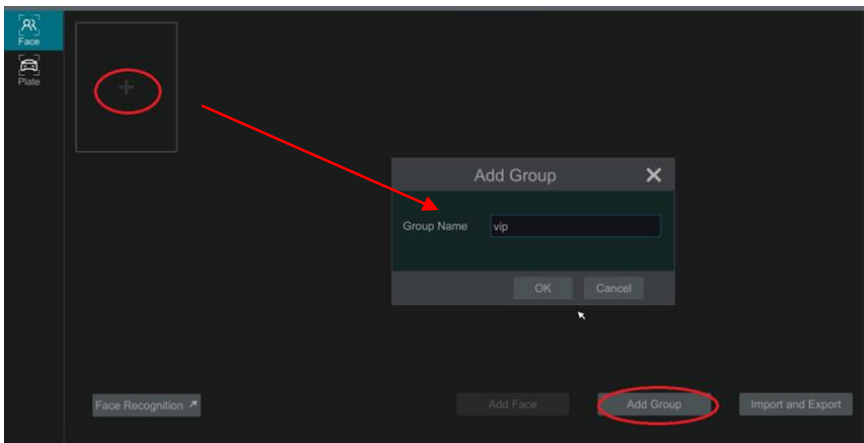 Face
Plate
Add Group
Group Name vip
OK Cancel
Face Recognition Add Face Add Group Import and Export